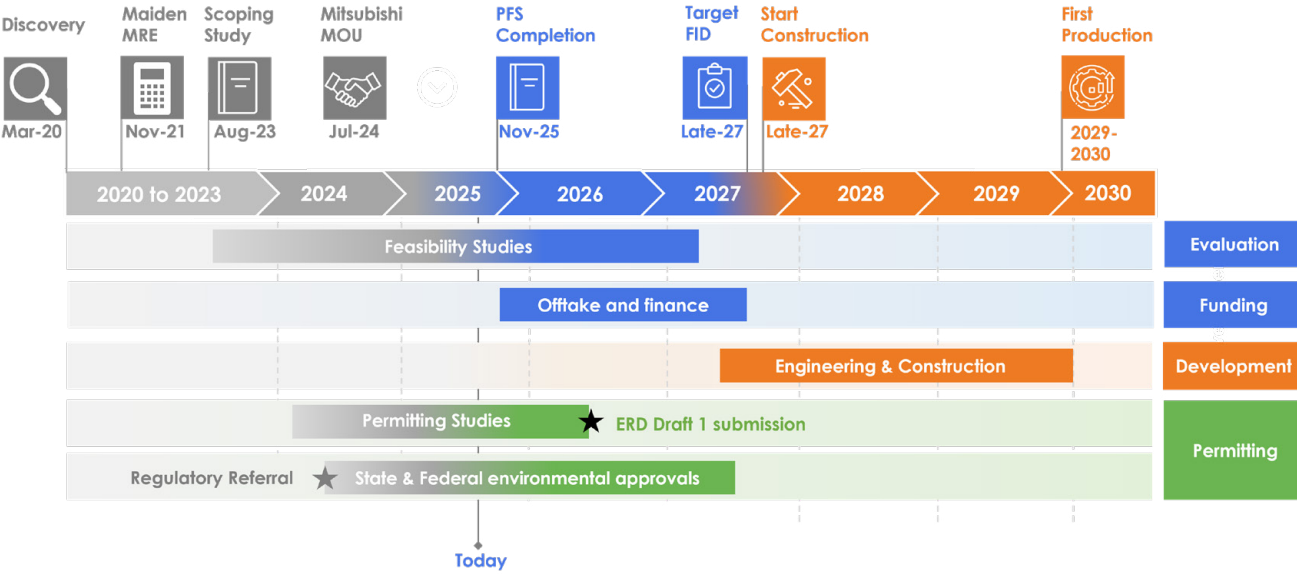 Discovery
Maiden
MRE
Scoping
Study
Mitsubishi
MOU
PFS
Completion
Target
FID
Start
Construction
First
Production
Mar-20
Nov-21
Aug-23
Jul-24
Nov-25
Late-27
Late-27
2029-
2030
2020 to 2023
2024
2025
2026
2027
2028
2029
2030
Feasibility Studies
Evaluation
Offtake and finance
Funding
Engineering & Construction
Development
Permitting Studies
ERD Draft 1 submission
Permitting
Regulatory Referral
State & Federal environmental approvals
Today